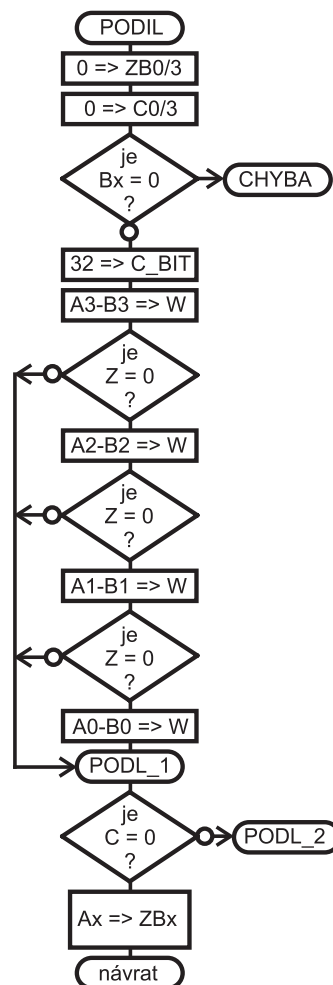 PODIL
0 => ZB0/3
0 => C0/3
je
Bx = 0
?
CHYBA
32 => C_BIT
A3-B3 => W
je
Z = 0
?
A2-B2 => W
je
Z = 0
?
A1-B1 => W
je
Z = 0
?
A0-B0 => W
PODL_1
je
C = 0
?
PODL_2
Ax => ZBx
návrat